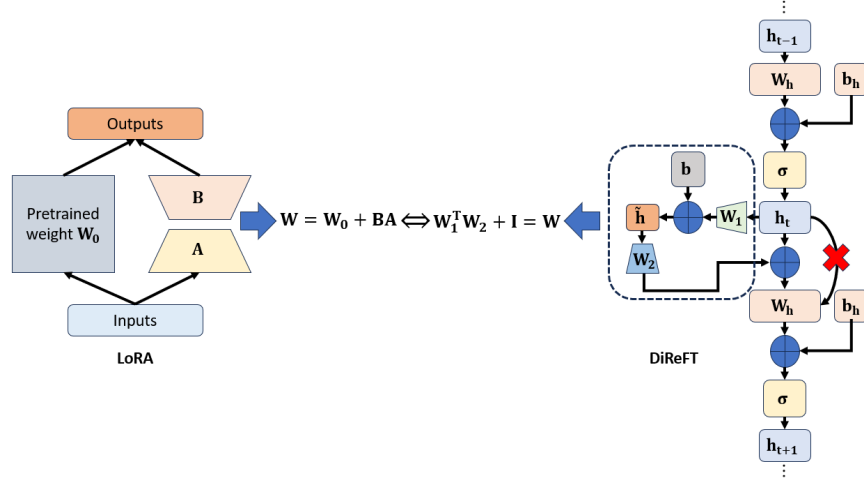 Outputs
Pretrained
weight W₀
B
A
Inputs
LoRA
W = W₀ + BA ⟺ W₁ᵀW₂ + I = W
b
h̃
W₁
W₂
DiReFT
⋮
hₜ₋₁
Wₕ
bₕ
σ
hₜ
Wₕ
bₕ
σ
hₜ₊₁
⋮